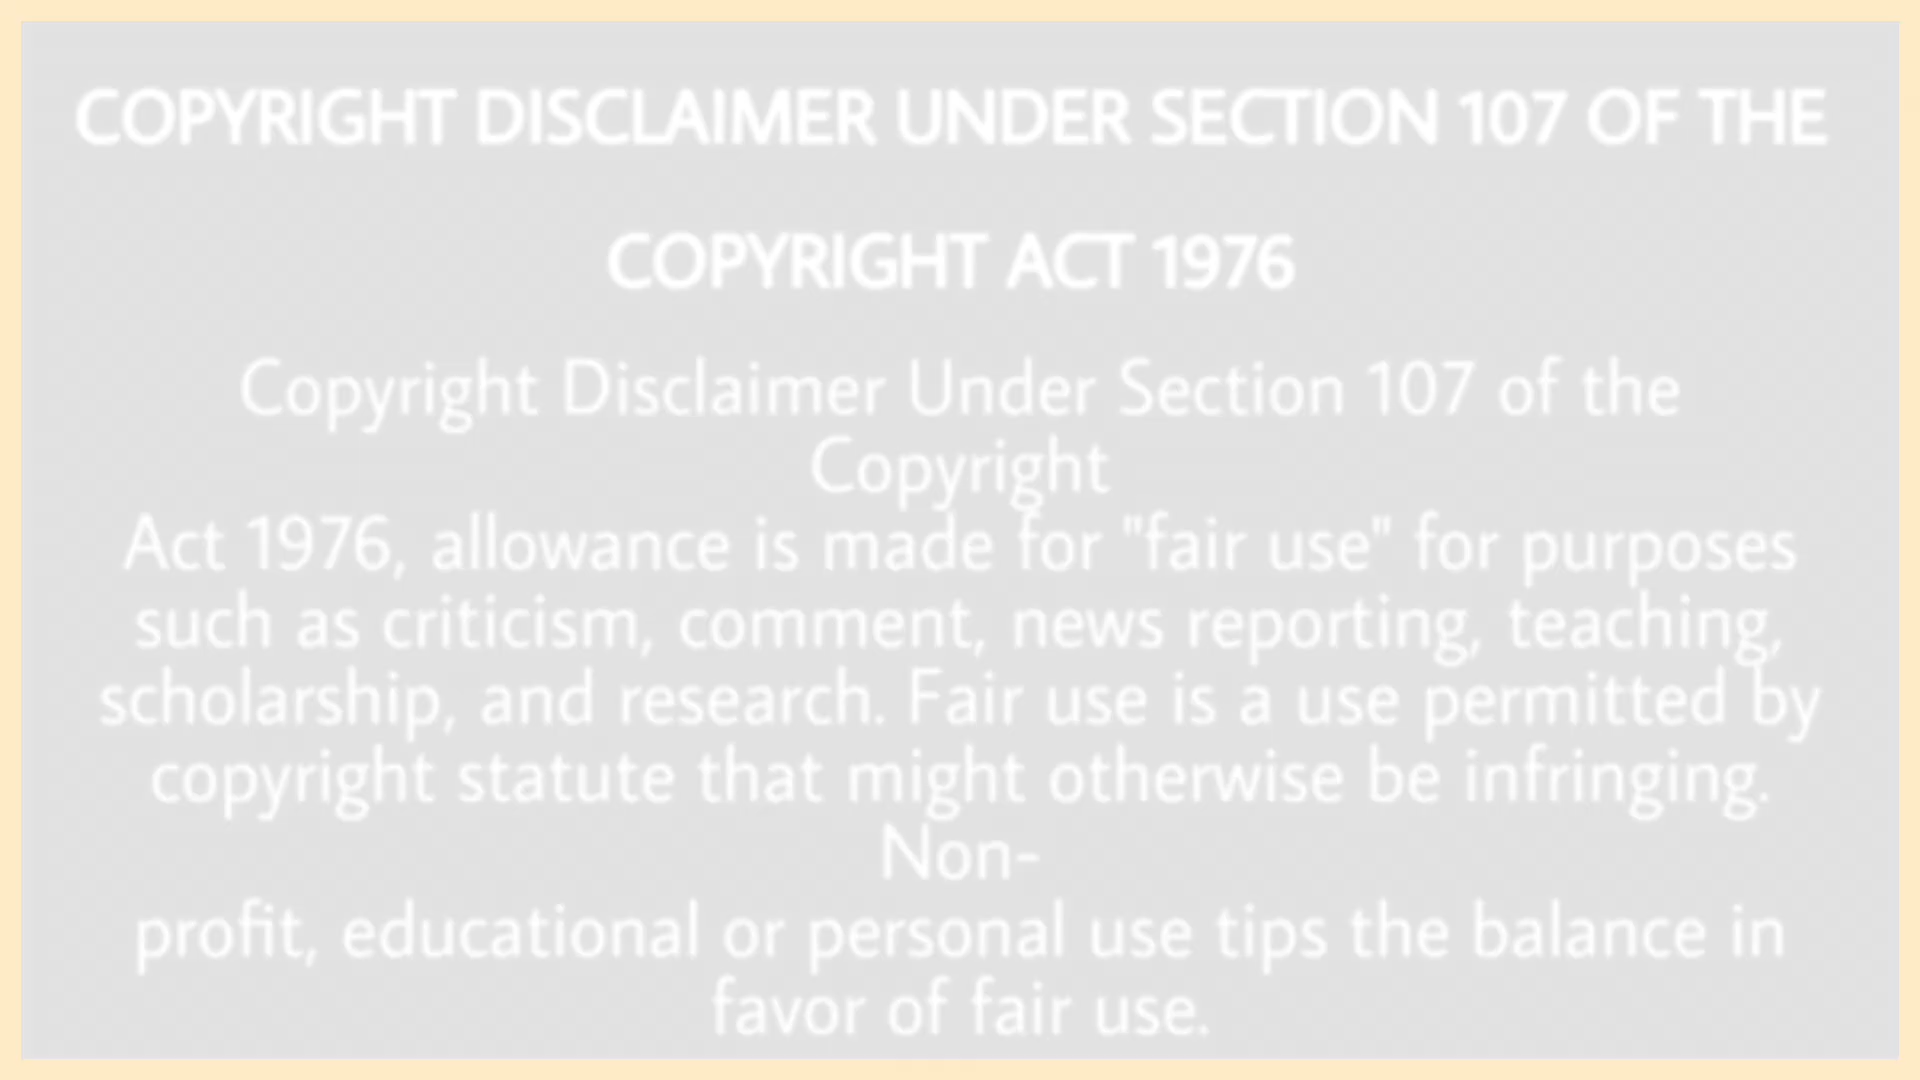 COPYRIGHT DISCLAIMER UNDER SECTION 107 OF THE
COPYRIGHT ACT 1976
Copyright Disclaimer Under Section 107 of the
Copyright
Act 1976, allowance is made for "fair use" for purposes
such as criticism, comment, news reporting, teaching,
scholarship, and research. Fair use is a use permitted by
copyright statute that might otherwise be infringing.
Non-
profit, educational or personal use tips the balance in
favor of fair use.